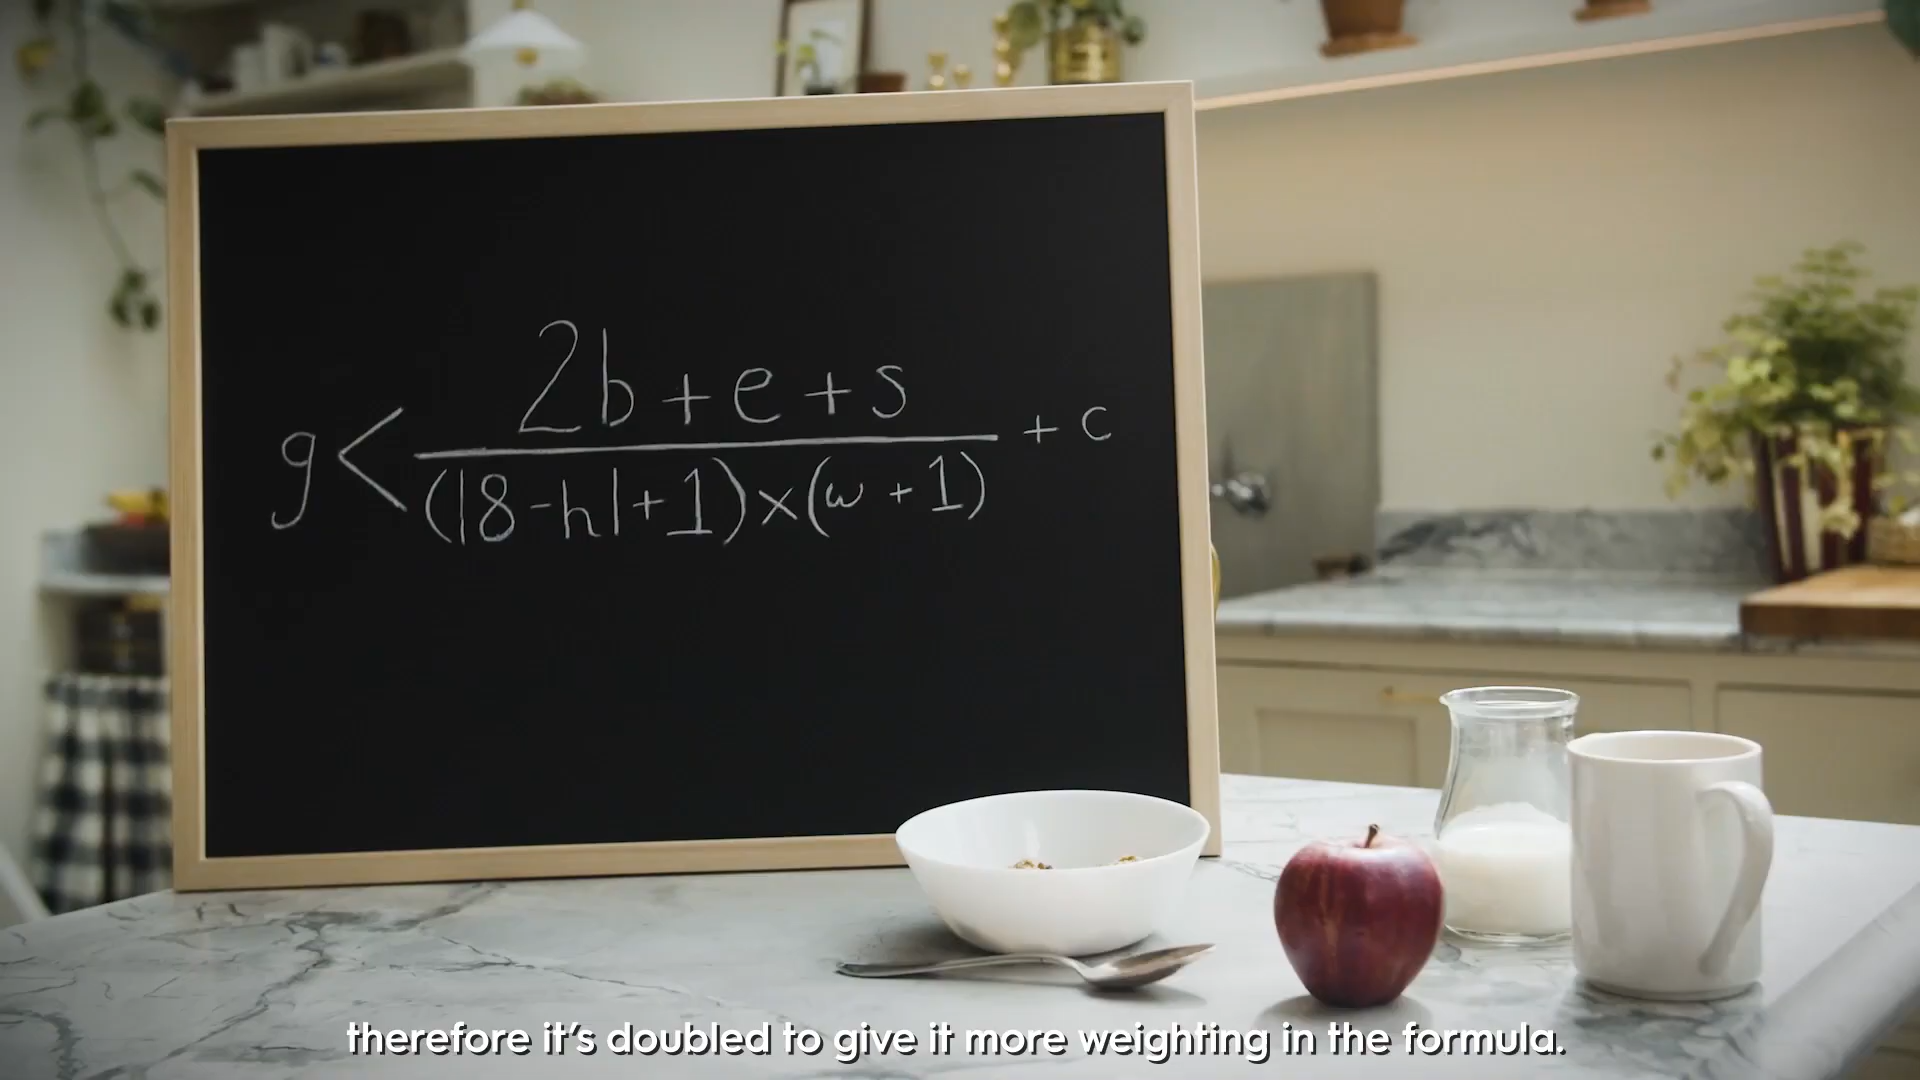 g < (2b + e + s) / ((|8 - h| + 1) x (w + 1)) + c
therefore it's doubled to give it more weighting in the formula.